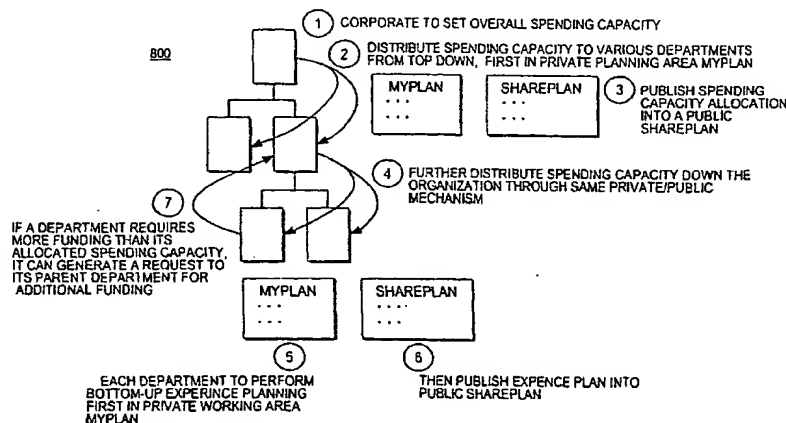 800
1 CORPORATE TO SET OVERALL SPENDING CAPACITY
2 DISTRIBUTE SPENDING CAPACITY TO VARIOUS DEPARTMENTS
FROM TOP DOWN, FIRST IN PRIVATE PLANNING AREA MYPLAN
MYPLAN
SHAREPLAN
3 PUBLISH SPENDING
CAPACITY ALLOCATION
INTO A PUBLIC
SHAREPLAN
4 FURTHER DISTRIBUTE SPENDING CAPACITY DOWN THE
ORGANIZATION THROUGH SAME PRIVATE/PUBLIC
MECHANISM
7
IF A DEPARTMENT REQUIRES
MORE FUNDING THAN ITS
ALLOCATED SPENDING CAPACITY,
IT CAN GENERATE A REQUEST TO
ITS PARENT DEPARTMENT FOR
ADDITIONAL FUNDING
MYPLAN
SHAREPLAN
5
EACH DEPARTMENT TO PERFORM
BOTTOM-UP EXPERINCE PLANNING
FIRST IN PRIVATE WORKING AREA
MYPLAN
6
THEN PUBLISH EXPENCE PLAN INTO
PUBLIC SHAREPLAN